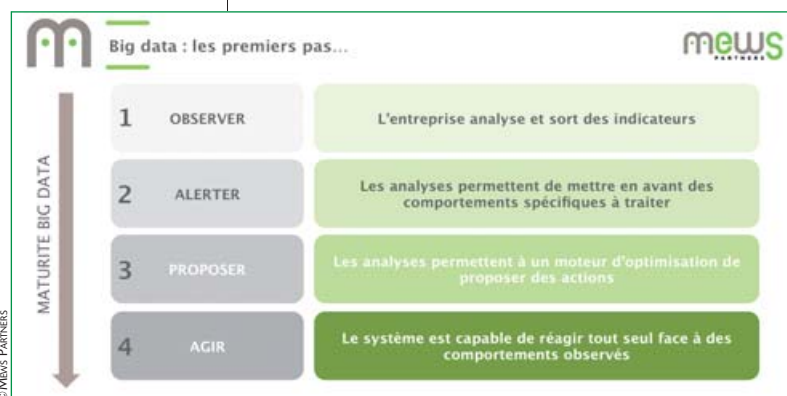 Big data : les premiers pas...
mews
PARTNERS
MATURITE BIG DATA
1 OBSERVER
L'entreprise analyse et sort des indicateurs
2 ALERTER
Les analyses permettent de mettre en avant des
comportements spécifiques à traiter
3 PROPOSER
Les analyses permettent à un moteur d'optimisation de
proposer des actions
4 AGIR
Le système est capable de réagir tout seul face à des
comportements observés
©MEWS PARTNERS